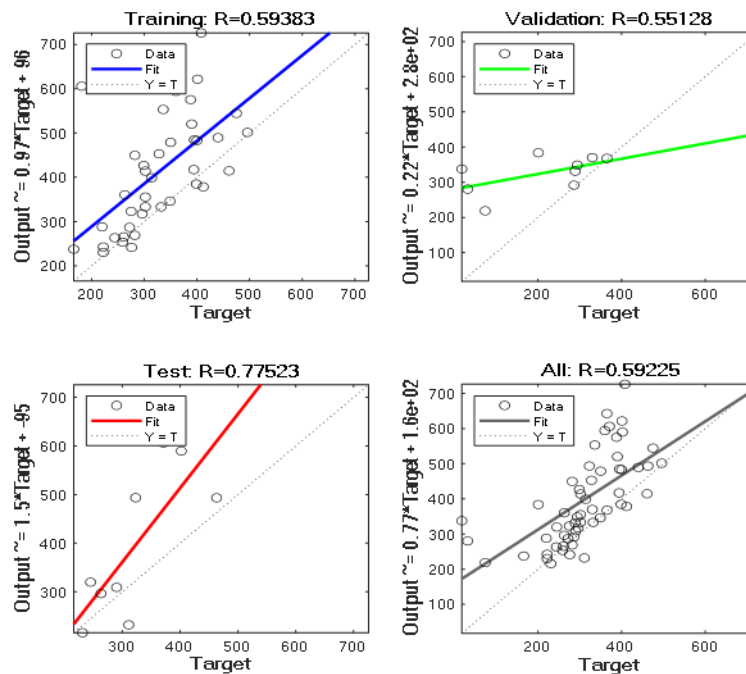 Training: R=0.59383
Output ~= 0.97*Target + 96
700
600
500
400
300
200
Data
Fit
Y = T
200 300 400 500 600 700
Target
Validation: R=0.55128
Output ~= 0.22*Target + 2.8e+02
700
600
500
400
300
200
100
Data
Fit
Y = T
200 400 600
Target
Test: R=0.77523
Output ~= 1.5*Target + -95
700
600
500
400
300
Data
Fit
Y = T
300 400 500 600 700
Target
All: R=0.59225
Output ~= 0.77*Target + 1.6e+02
700
600
500
400
300
200
100
Data
Fit
Y = T
200 400 600
Target